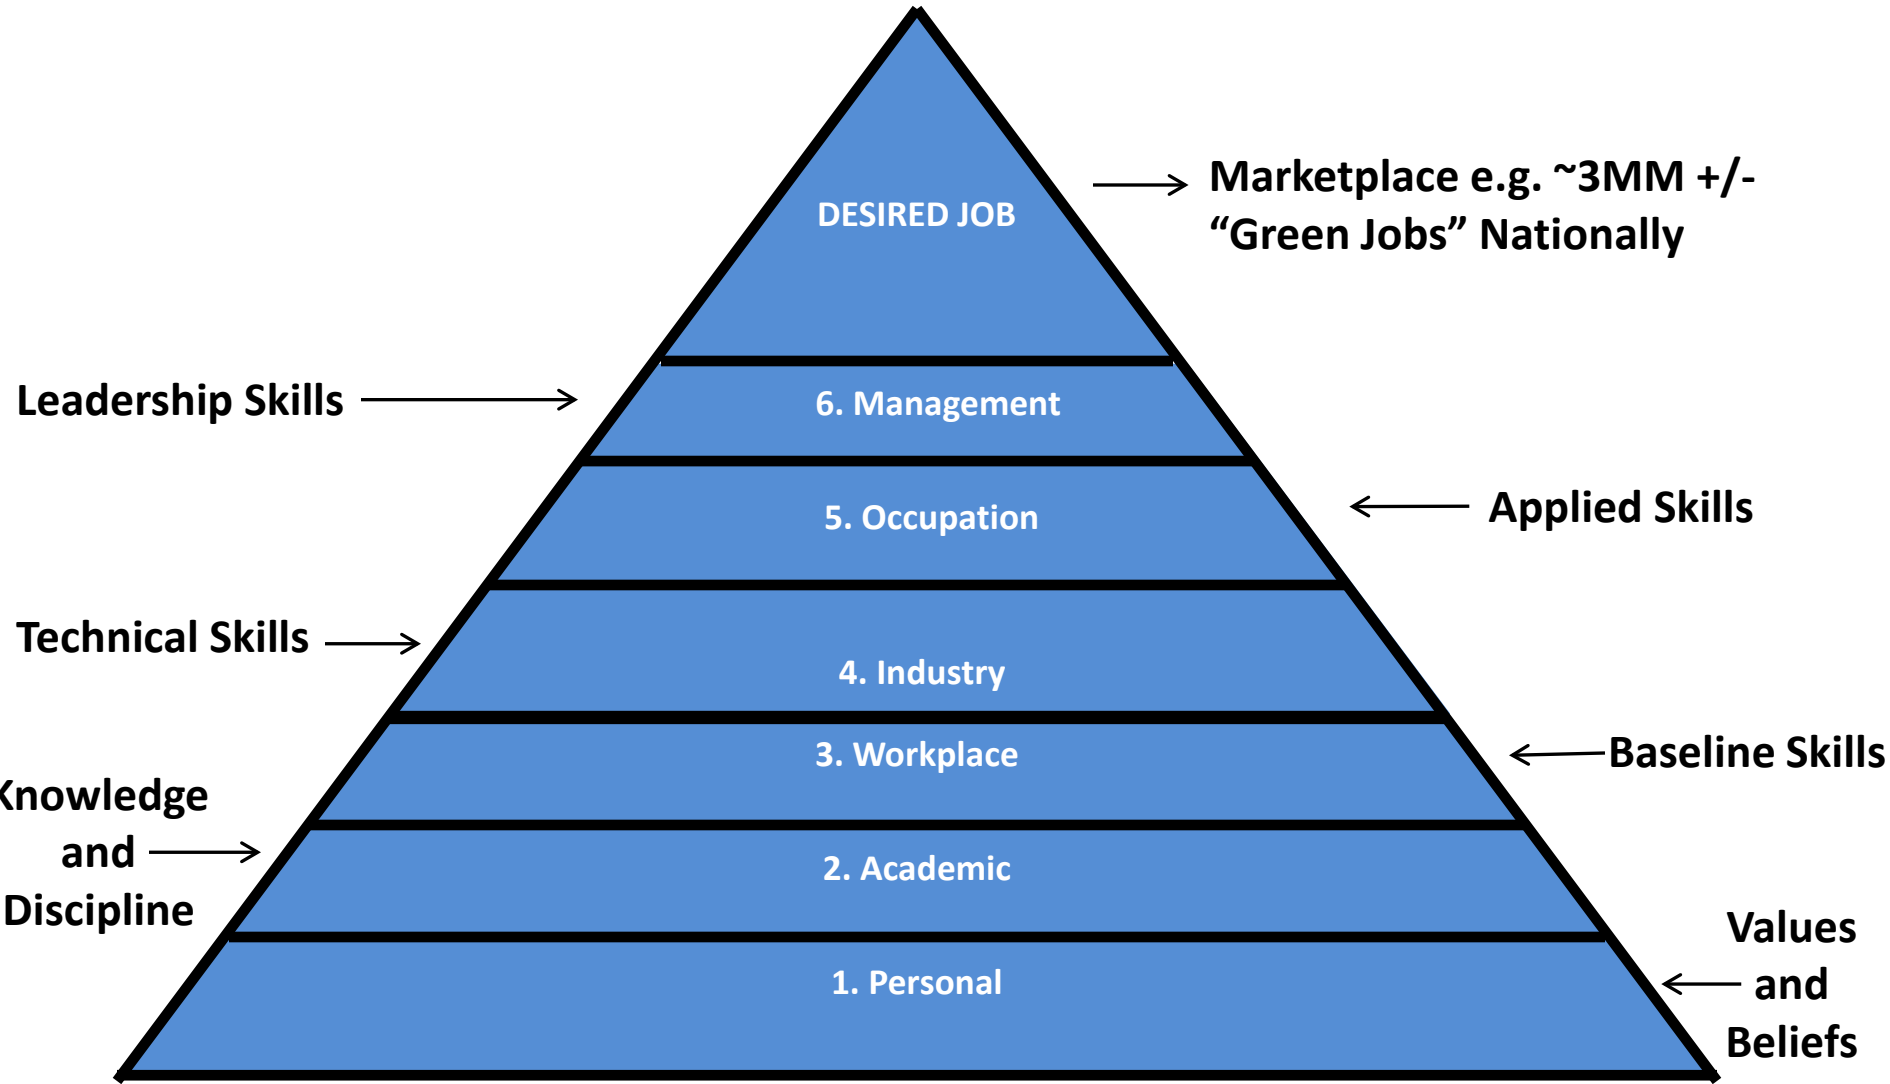 Marketplace e.g. ~3MM +/-
“Green Jobs” Nationally
DESIRED JOB
Leadership Skills
6. Management
5. Occupation
Applied Skills
Technical Skills
4. Industry
3. Workplace
Baseline Skills
Knowledge
and
Discipline
2. Academic
1. Personal
Values
and
Beliefs